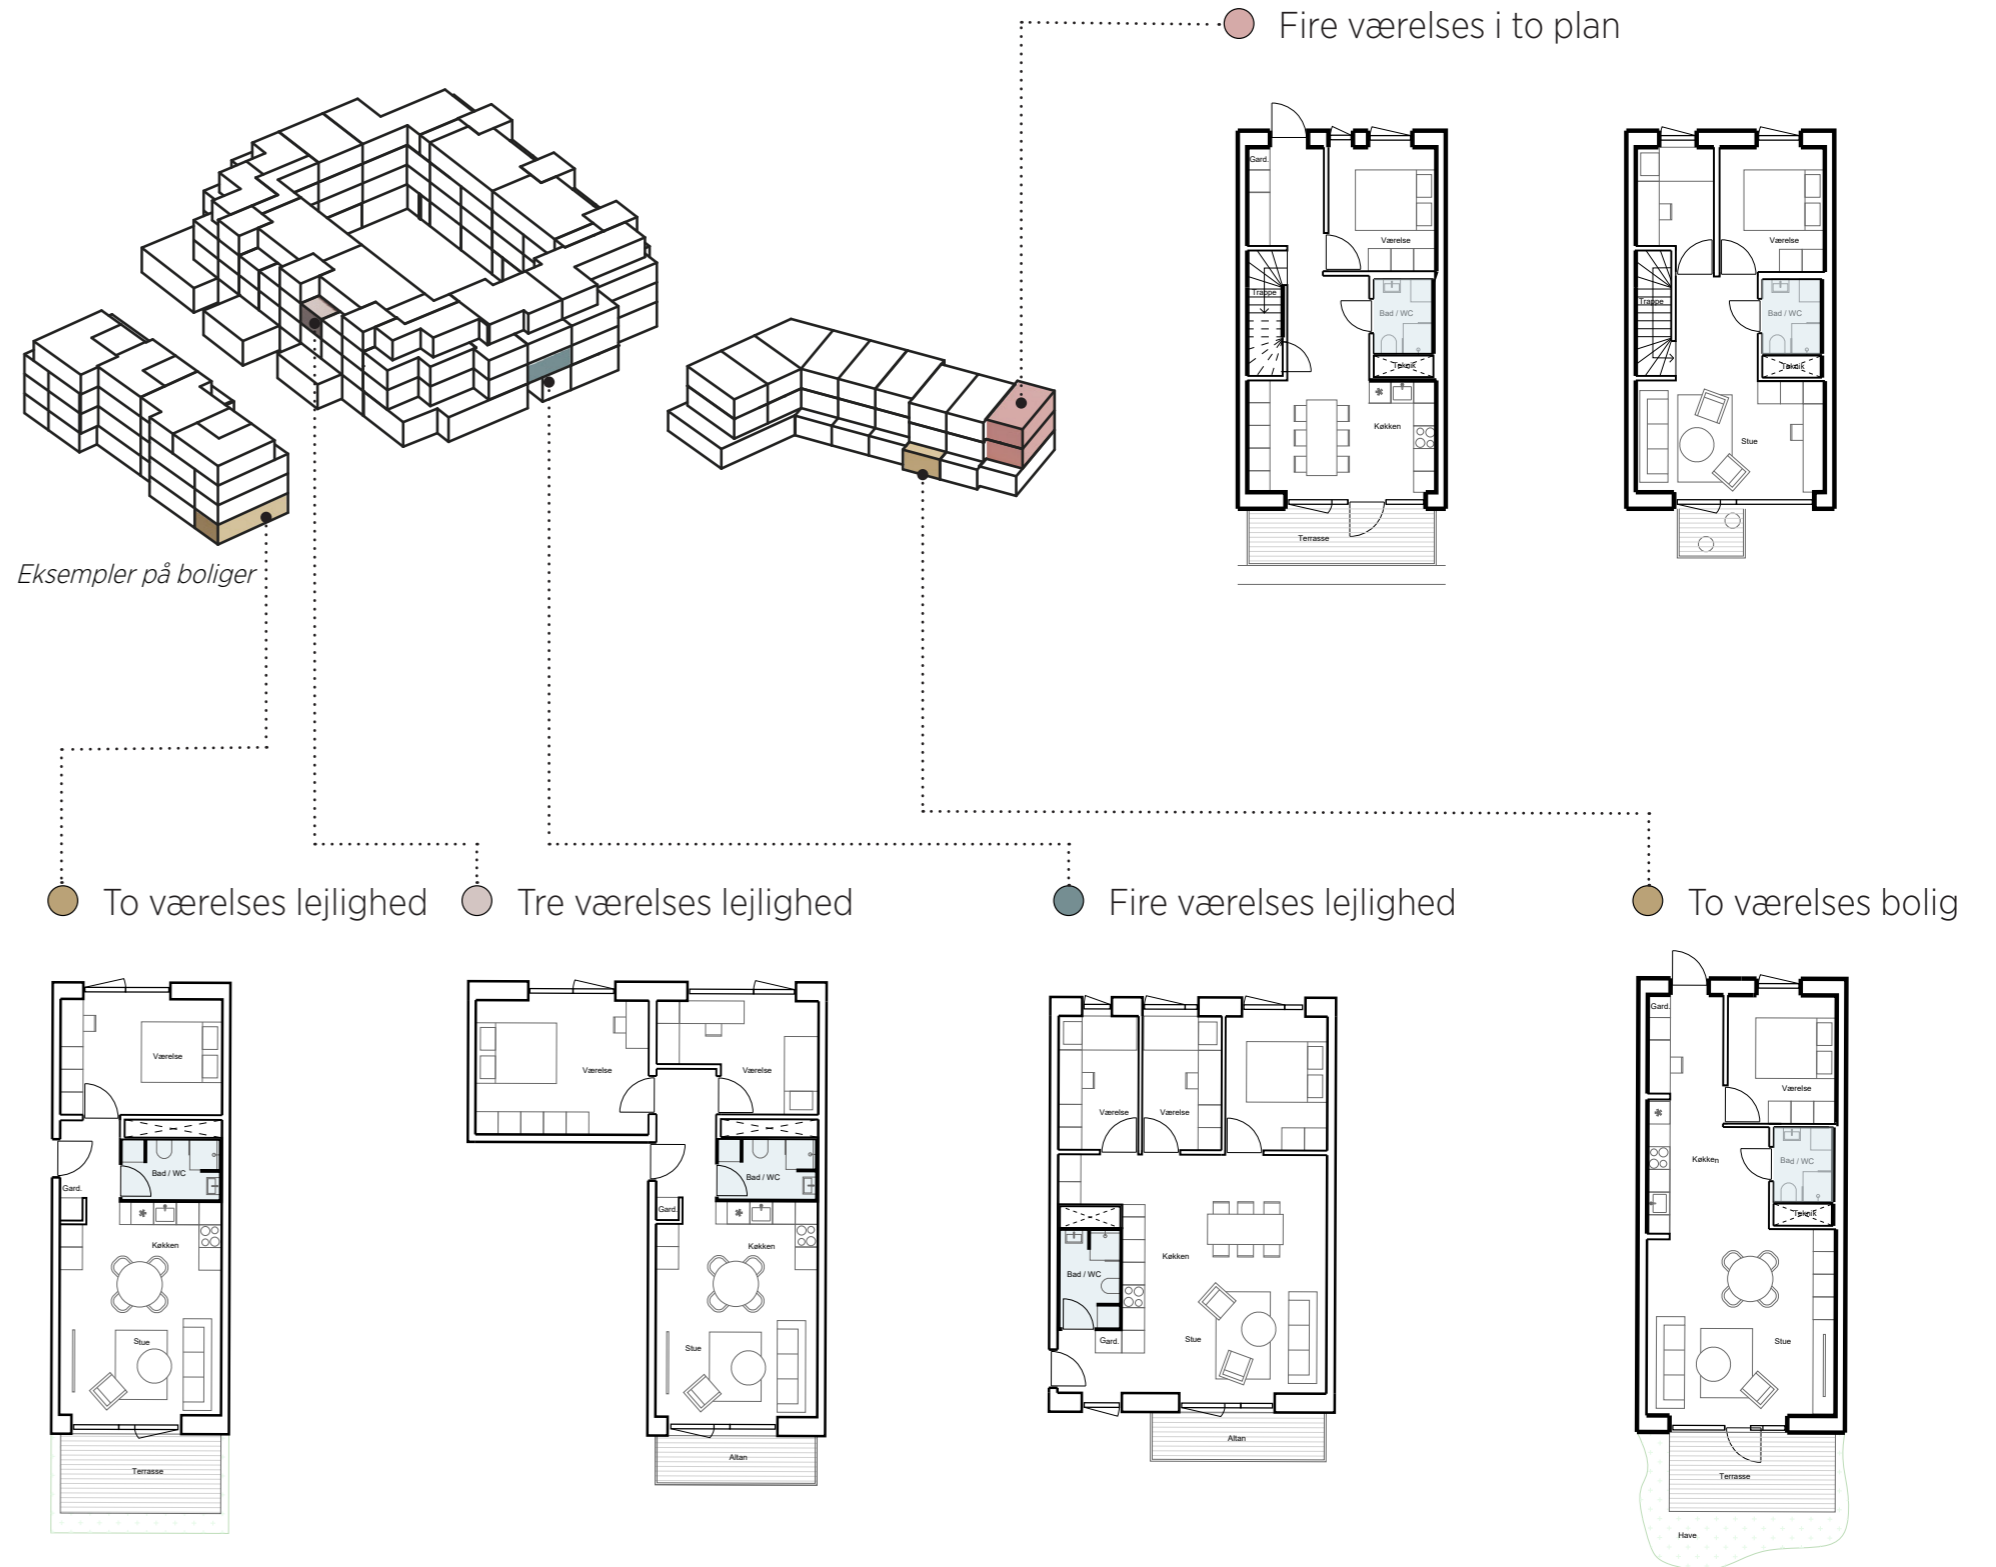 Fire værelses i to plan
Gard.
Værelse
Trappe
Bad / WC
Teknik
Køkken
Terrasse
Værelse
Trappe
Bad / WC
Teknik
Stue
Eksempler på boliger
To værelses lejlighed
Tre værelses lejlighed
Fire værelses lejlighed
To værelses bolig
Værelse
Bad / WC
Gard.
Køkken
Stue
Terrasse
Værelse
Værelse
Bad / WC
Gard.
Køkken
Stue
Altan
Værelse
Værelse
Køkken
Bad / WC
Gard.
Stue
Altan
Gard.
Værelse
Køkken
Bad / WC
Teknik
Stue
Terrasse
Have